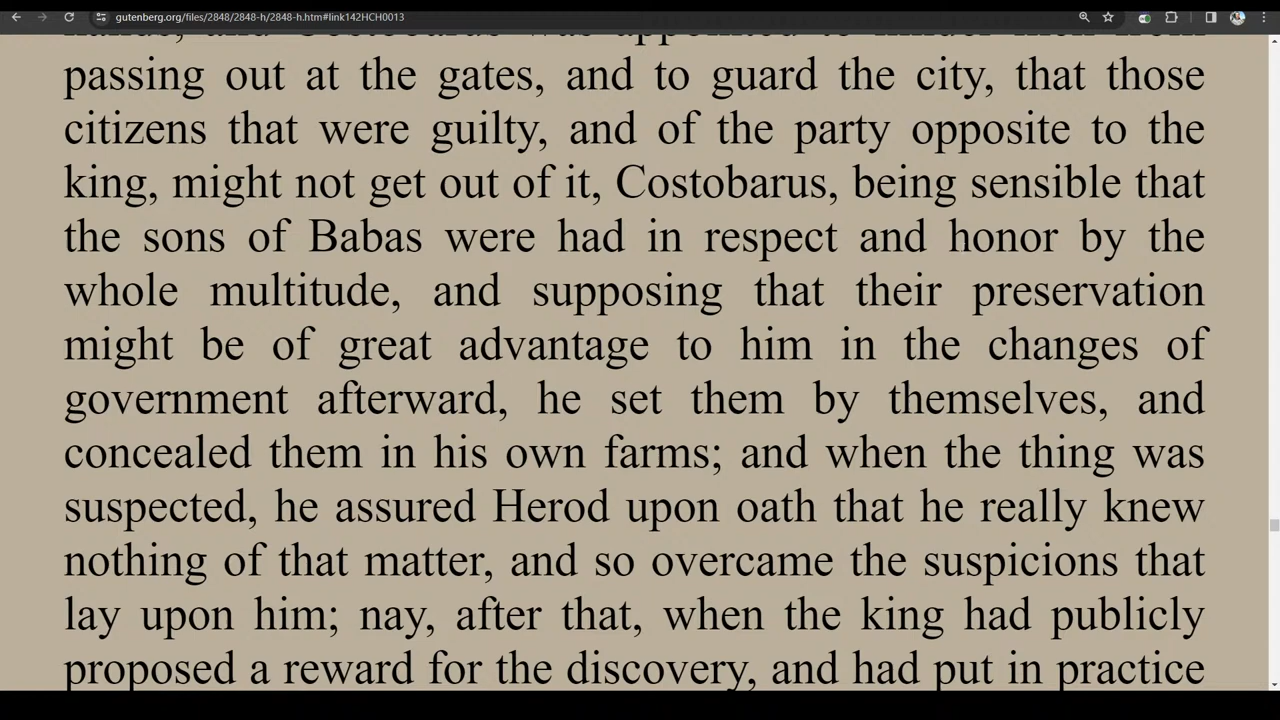 gutenberg.org/files/2848/2848-h/2848-h.htm#link142HCH0013
passing out at the gates, and to guard the city, that those
citizens that were guilty, and of the party opposite to the
king, might not get out of it, Costobarus, being sensible that
the sons of Babas were had in respect and honor by the
whole multitude, and supposing that their preservation
might be of great advantage to him in the changes of
government afterward, he set them by themselves, and
concealed them in his own farms; and when the thing was
suspected, he assured Herod upon oath that he really knew
nothing of that matter, and so overcame the suspicions that
lay upon him; nay, after that, when the king had publicly
proposed a reward for the discovery, and had put in practice